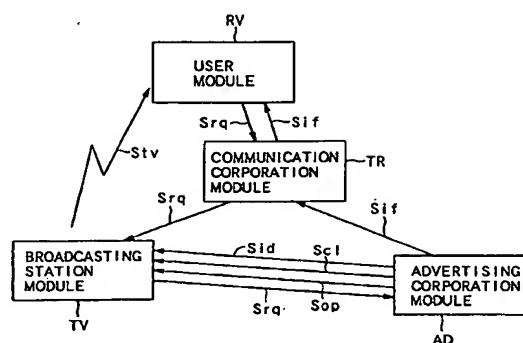 RV
USER
MODULE
Srq
Sif
Stv
COMMUNICATION
CORPORATION
MODULE
TR
Srq
Sif
BROADCASTING
STATION
MODULE
Sid
Scl
Sop
Srq
ADVERTISING
CORPORATION
MODULE
TV
AD